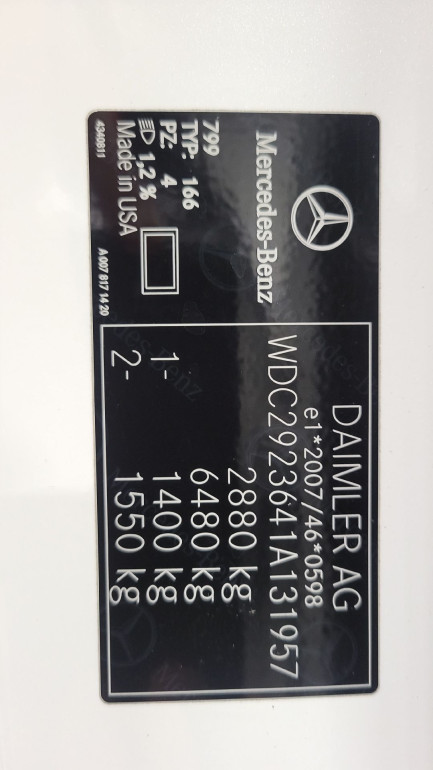 Mercedes-Benz
799
TYP: 166
PZ: 4
1,2 %
Made in USA
4340811
A 007 817 14 20
DAIMLER AG
e1*2007/46*0598
WDC2923641A131957
2880 kg
6480 kg
1- 1400 kg
2- 1550 kg